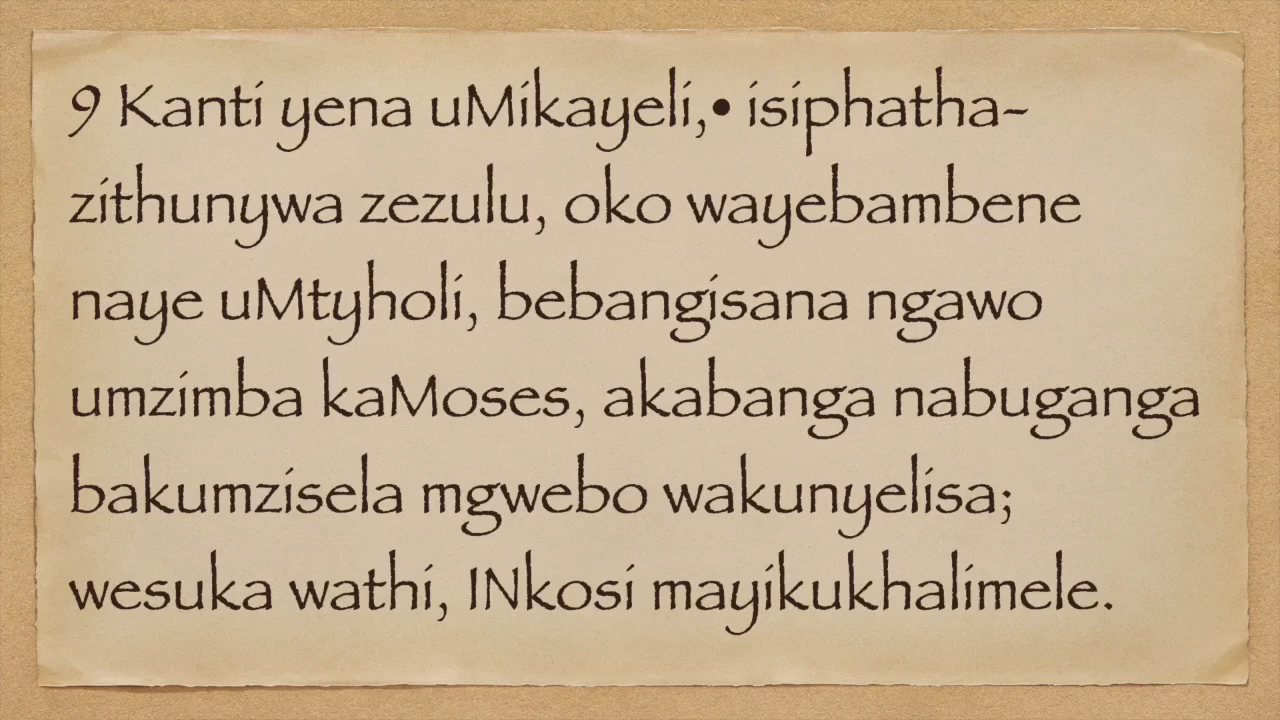 9 Kanti yena uMikayeli,• isiphatha-
zithunywa zezulu, oko wayebambene
naye uMtyholi, bebangisana ngawo
umzimba kaMoses, akabanga nabuganga
bakumzisela mgwebo wakunyelisa;
wesuka wathi, INkosi mayikukhalimele.